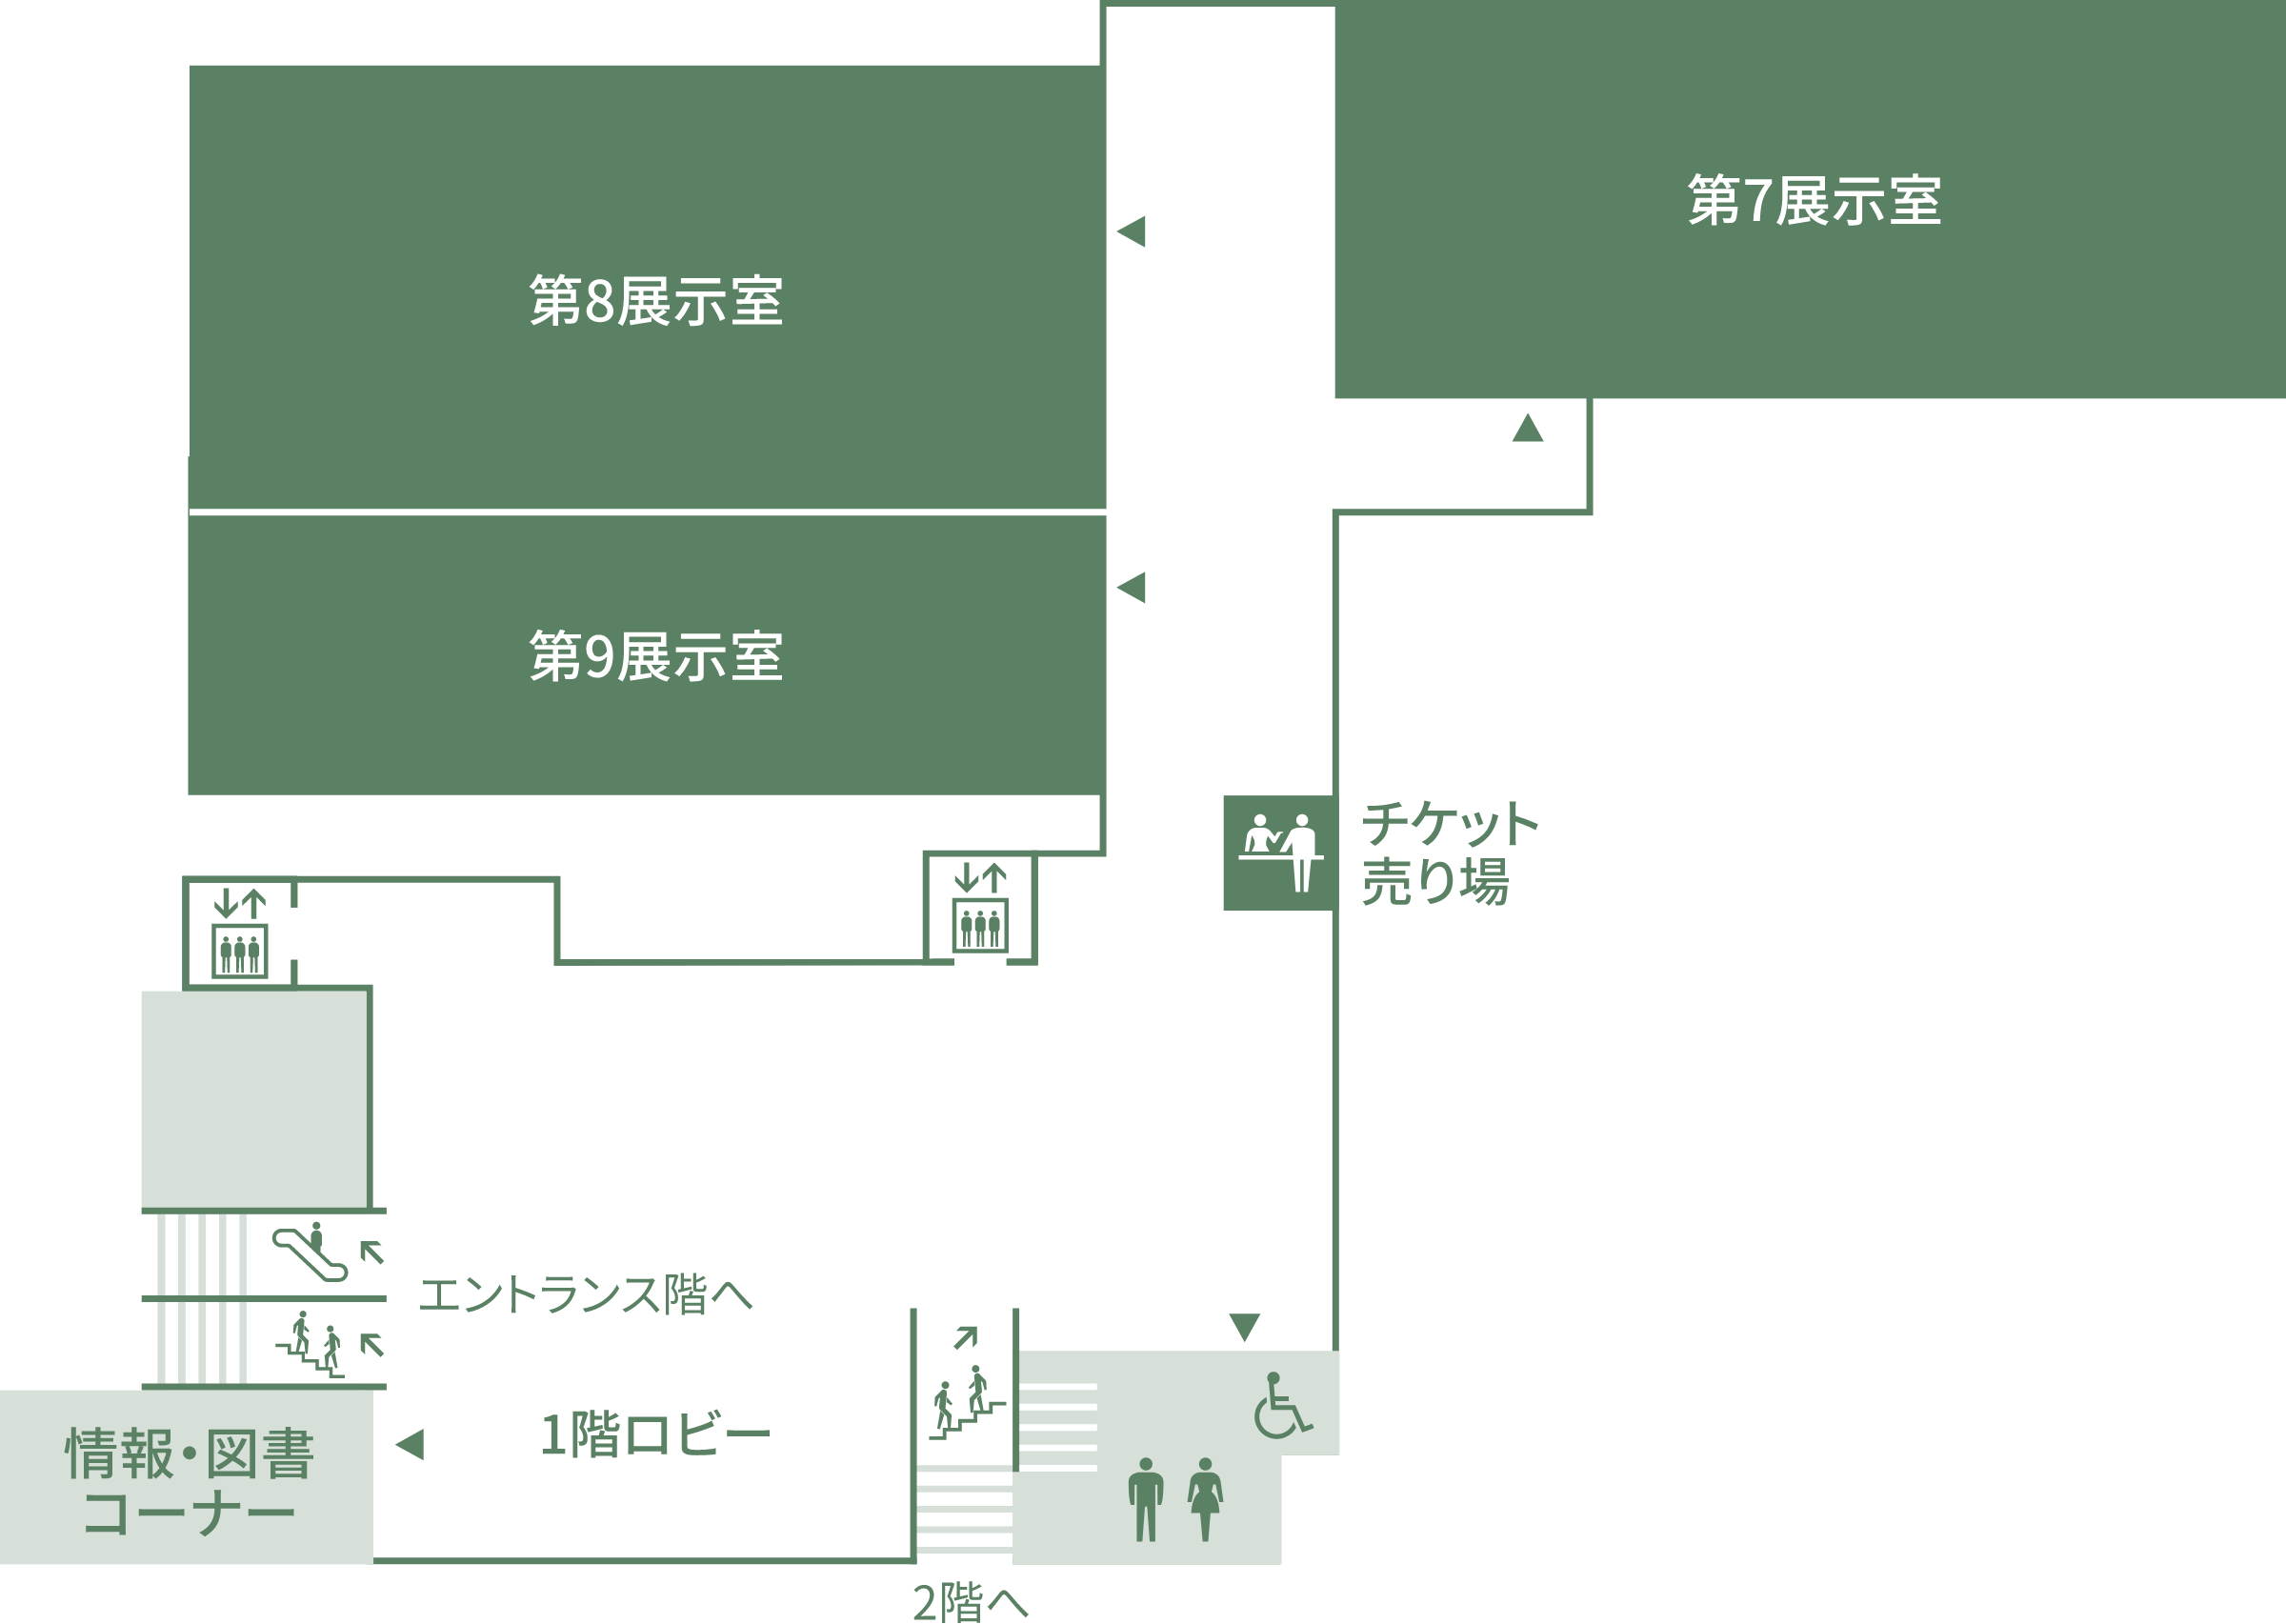 第7展示室
第8展示室
第9展示室
チケット
売り場
エントランス階へ
1階ロビー
情報・図書
コーナー
2階へ